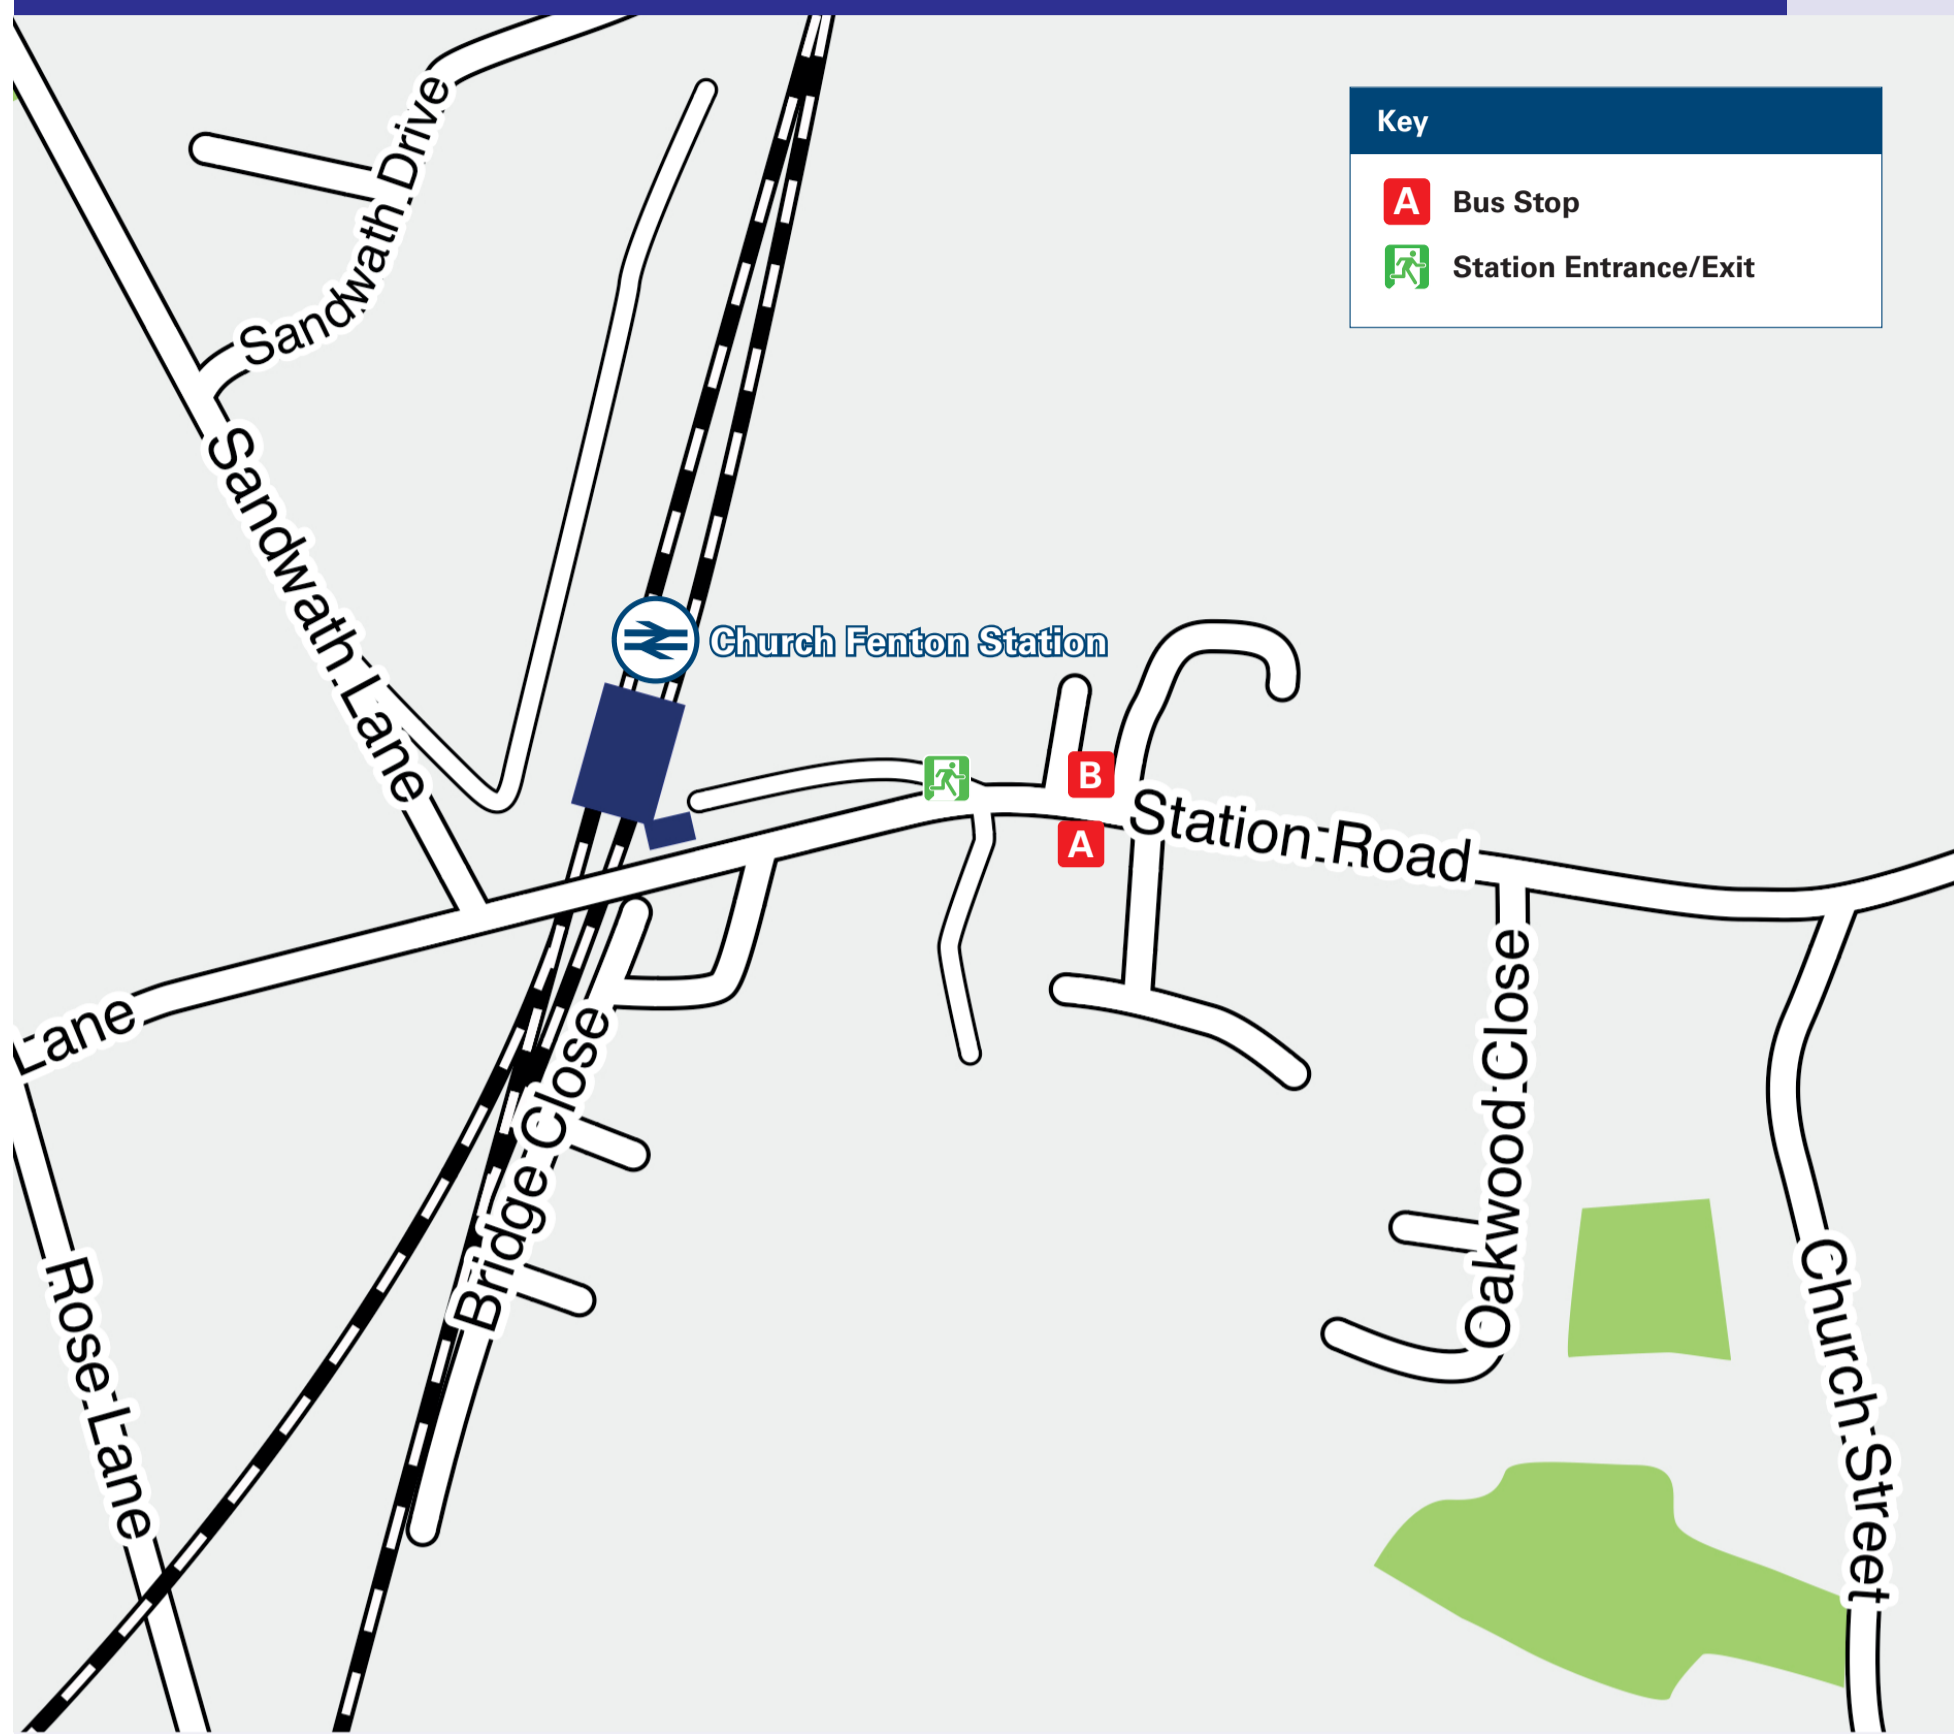 Key
A Bus Stop
Station Entrance/Exit
Sandwath Drive
Sandwath Lane
Church Fenton Station
B
A
Station Road
Lane
Bridge Close
Oakwood Close
Rose Lane
Church Street